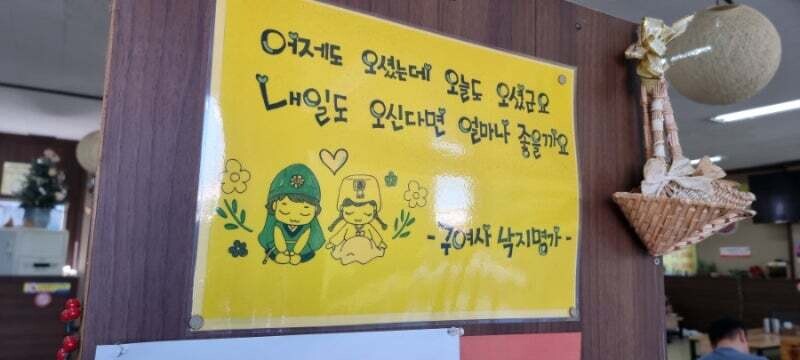 어제도 오셨는데 오늘도 오셨군요
내일도 오신다면 얼마나 좋을까요
-주여사 낙지명가-